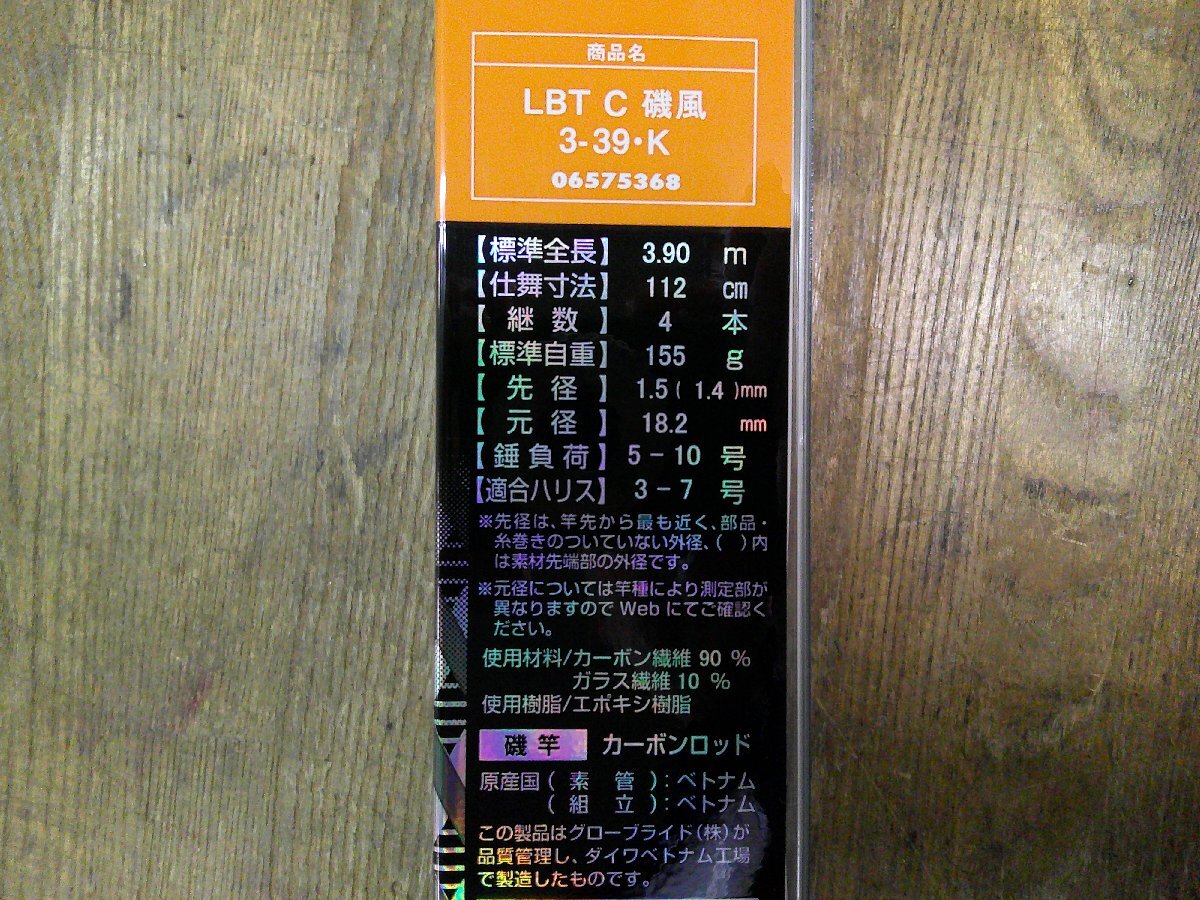 商品名
LBT C 磯風
3-39・K
06575368
【標準全長】 3.90 m
【仕舞寸法】 112 cm
【継数】 4 本
【標準自重】 155 g
【先径】 1.5(1.4)mm
【元径】 18.2 mm
【錘負荷】 5-10 号
【適合ハリス】 3-7 号
※先径は、竿先から最も近く、部品・
糸巻きのついていない外径、( )内
は素材先端部の外径です。
※元径については竿種により測定部が
異なりますのでWebにてご確認く
ださい。
使用材料/カーボン繊維 90 %
ガラス繊維 10 %
使用樹脂/エポキシ樹脂
磯竿 カーボンロッド
原産国(素管):ベトナム
(組立):ベトナム
この製品はグローブライド(株)が
品質管理し、ダイワベトナム工場
で製造したものです。